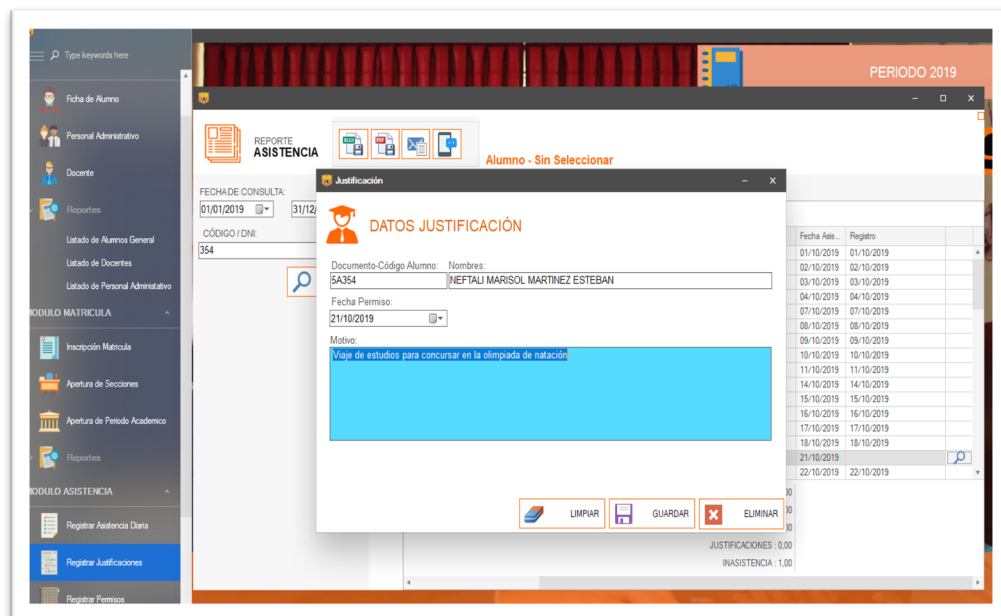 Type keywords here
PERIODO 2019
Ficha de Alumno
Personal Administrativo
Docente
Reportes
Listado de Alumnos General
Listado de Docentes
Listado de Personal Administativo
MODULO MATRICULA
Inscripción Matricula
Apertura de Secciones
Apertura de Periodo Academico
Reportes
MODULO ASISTENCIA
Registrar Asistencia Diaria
Registrar Justificaciones
Registrar Permisos
REPORTE
ASISTENCIA
Alumno - Sin Seleccionar
FECHA DE CONSULTA:
01/01/2019 31/12/
CÓDIGO / DNI:
354
Justificación
DATOS JUSTIFICACIÓN
Documento-Código Alumno: Nombres:
5A354 NEFTALI MARISOL MARTINEZ ESTEBAN
Fecha Permiso:
21/10/2019
Motivo:
Viaje de estudios para concursar en la olimpiada de natación
LIMPIAR GUARDAR ELIMINAR
Fecha Asis... Registro
01/10/2019 01/10/2019
02/10/2019 02/10/2019
03/10/2019 03/10/2019
04/10/2019 04/10/2019
07/10/2019 07/10/2019
08/10/2019 08/10/2019
09/10/2019 09/10/2019
10/10/2019 10/10/2019
11/10/2019 11/10/2019
14/10/2019 14/10/2019
15/10/2019 15/10/2019
16/10/2019 16/10/2019
17/10/2019 17/10/2019
18/10/2019 18/10/2019
21/10/2019
22/10/2019 22/10/2019
JUSTIFICACIONES : 0,00
INASISTENCIA : 1,00